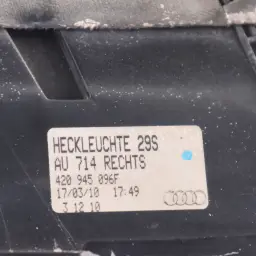 HECKLEUCHTE 29S
AU 714 RECHTS
420 945 096F
17/03/10 17:49
3 12 10